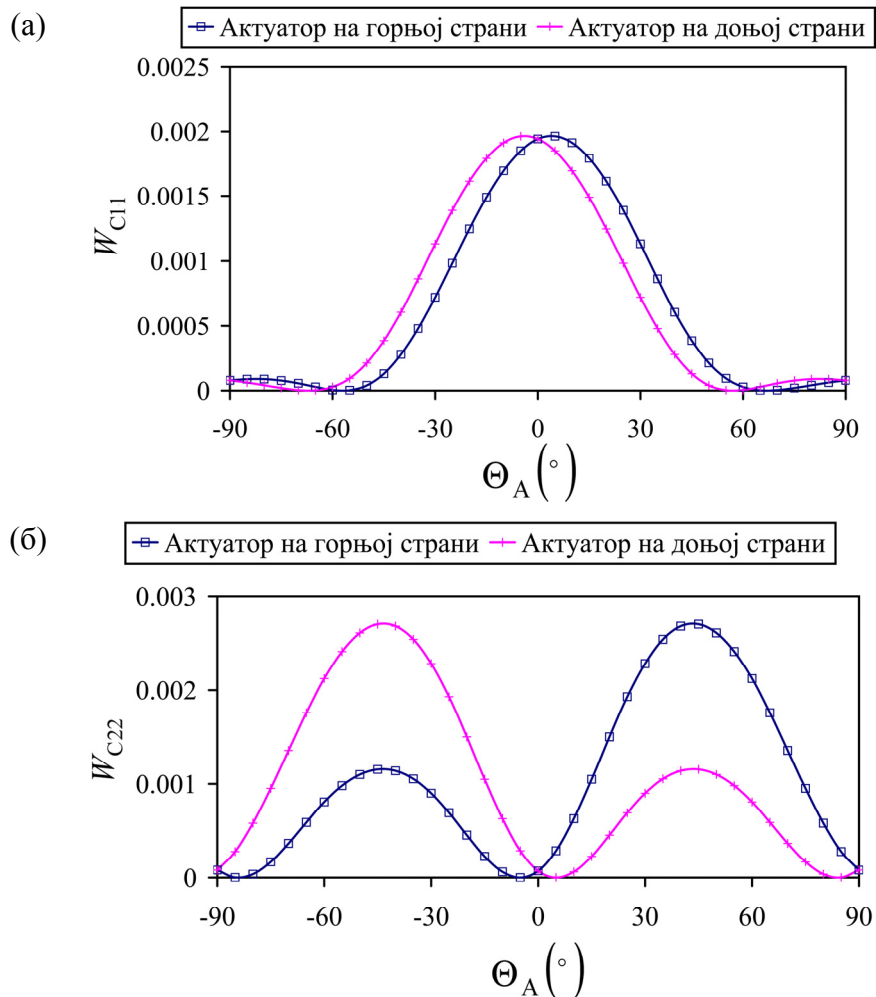 (а)
Актуатор на горњој страни Актуатор на доњој страни
0.0025
0.002
0.0015
0.001
0.0005
0
W_C11
-90 -60 -30 0 30 60 90
Θ_A (°)
(б)
Актуатор на горњој страни Актуатор на доњој страни
0.003
0.002
0.001
0
W_C22
-90 -60 -30 0 30 60 90
Θ_A (°)